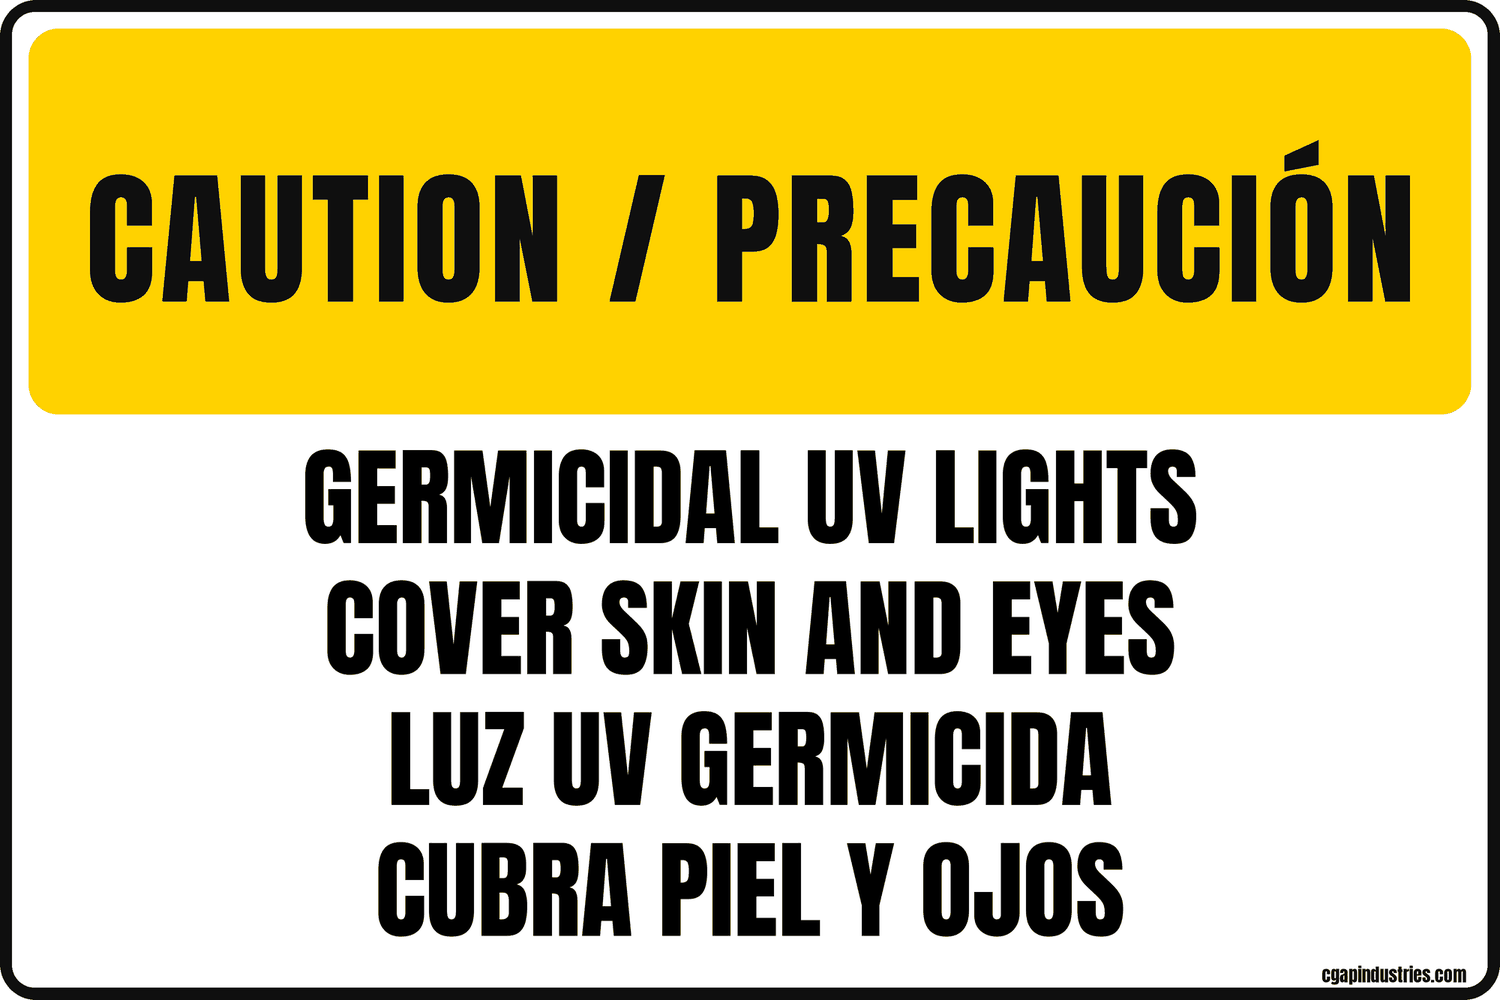 CAUTION / PRECAUCIÓN
GERMICIDAL UV LIGHTS
COVER SKIN AND EYES
LUZ UV GERMICIDA
CUBRA PIEL Y OJOS
cgapindustries.com